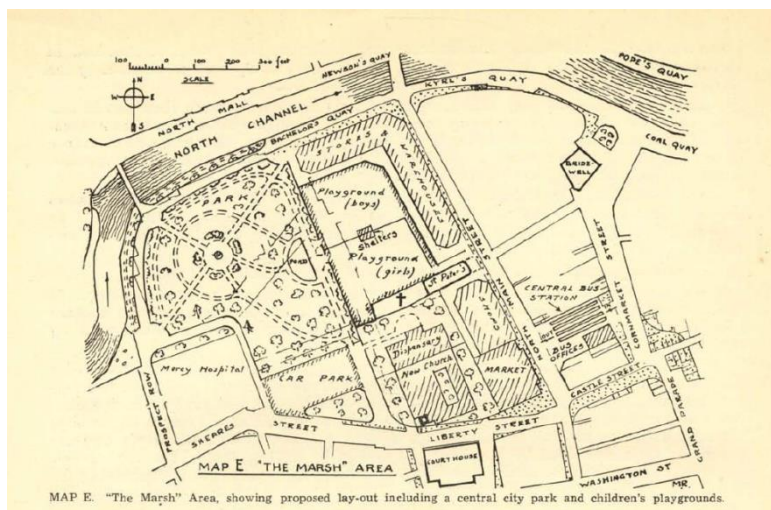 100 0 100 200 300 feet
SCALE
N
W E
S
NEWSOM'S QUAY
NORTH MALL
NORTH CHANNEL
BACHELORS QUAY
KYRL'S QUAY
POPE'S QUAY
COAL QUAY
BRIDE-
WELL
STORES & WAREHOUSES
PARK
POND
Playground
(boys)
Shelters
Playground
(girls)
St Peters
NORTH MAIN STREET
SHOPS
CENTRAL BUS
STATION
OUT
BUS
OFFICES
CORNMARKET STREET
Dispensary
New Church
MARKET
CASTLE STREET
Mercy Hospital
CAR PARK
PROSPECT ROW
SHEARES STREET
LIBERTY STREET
COURT HOUSE
GRAND PARADE
WASHINGTON ST
MR.
MAP E "THE MARSH" AREA
MAP E. "The Marsh" Area, showing proposed lay-out including a central city park and children's playgrounds.